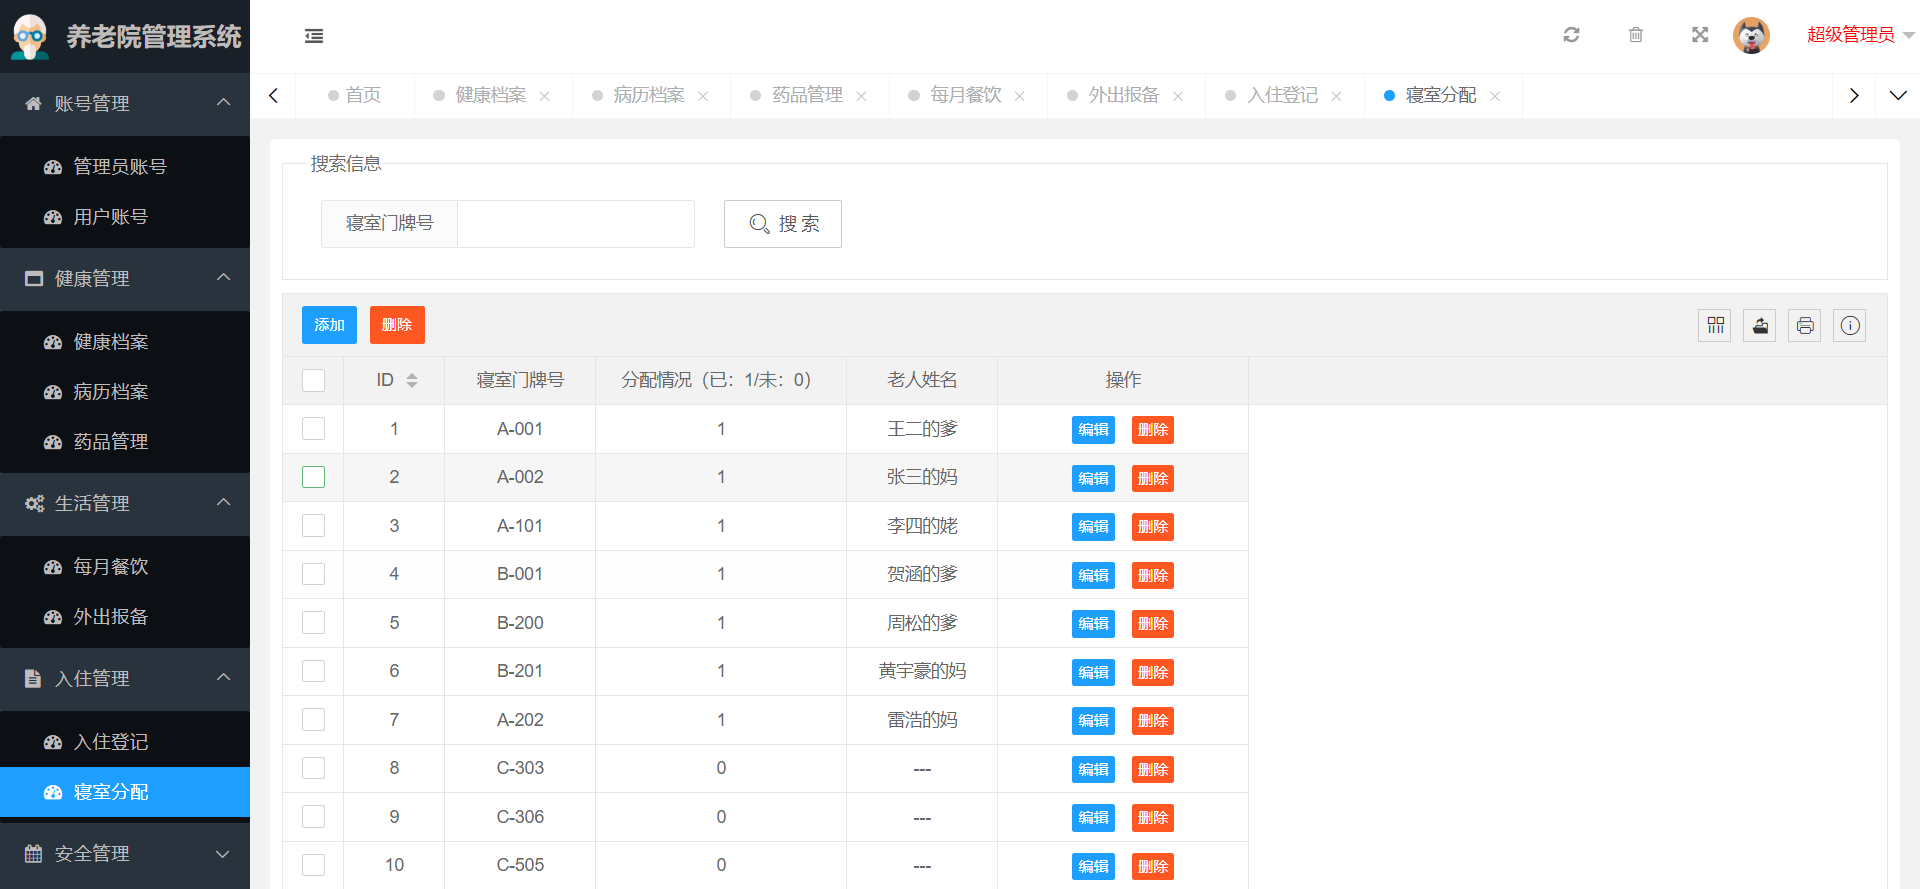 养老院管理系统
超级管理员
首页 健康档案 病历档案 药品管理 每月餐饮 外出报备 入住登记 寝室分配
账号管理
管理员账号
用户账号
健康管理
健康档案
病历档案
药品管理
生活管理
每月餐饮
外出报备
入住管理
入住登记
寝室分配
安全管理
搜索信息
寝室门牌号 搜 索
添加 删除
ID 寝室门牌号 分配情况（已：1/未：0） 老人姓名 操作
1 A-001 1 王二的爹 编辑 删除
2 A-002 1 张三的妈 编辑 删除
3 A-101 1 李四的姥 编辑 删除
4 B-001 1 贺涵的爹 编辑 删除
5 B-200 1 周松的爹 编辑 删除
6 B-201 1 黄宇豪的妈 编辑 删除
7 A-202 1 雷浩的妈 编辑 删除
8 C-303 0 --- 编辑 删除
9 C-306 0 --- 编辑 删除
10 C-505 0 --- 编辑 删除